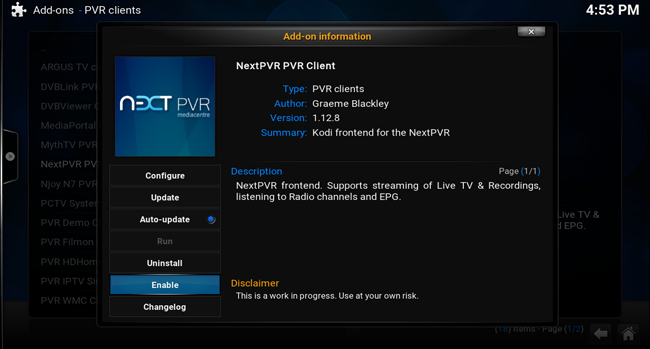 Add-ons - PVR clients
4:53 PM
Add-on information
NextPVR PVR Client
Type: PVR clients
Author: Graeme Blackley
Version: 1.12.8
Summary: Kodi frontend for the NextPVR
NEXT PVR
mediacentre
Description
Page (1/1)
NextPVR frontend. Supports streaming of Live TV & Recordings,
listening to Radio channels and EPG.
Configure
Update
Auto-update
Run
Uninstall
Enable
Changelog
Disclaimer
This is a work in progress. Use at your own risk.
..
ARGUS TV c
DVBLink PV
DVBViewer C
MediaPortal
MythTV PVR
NextPVR PV
Njoy N7 PVR
PCTV System
PVR Demo C
PVR Filmon
PVR HDHom
PVR IPTV Si
PVR WMC C
Live TV &
d EPG.
items - Page (1/2)